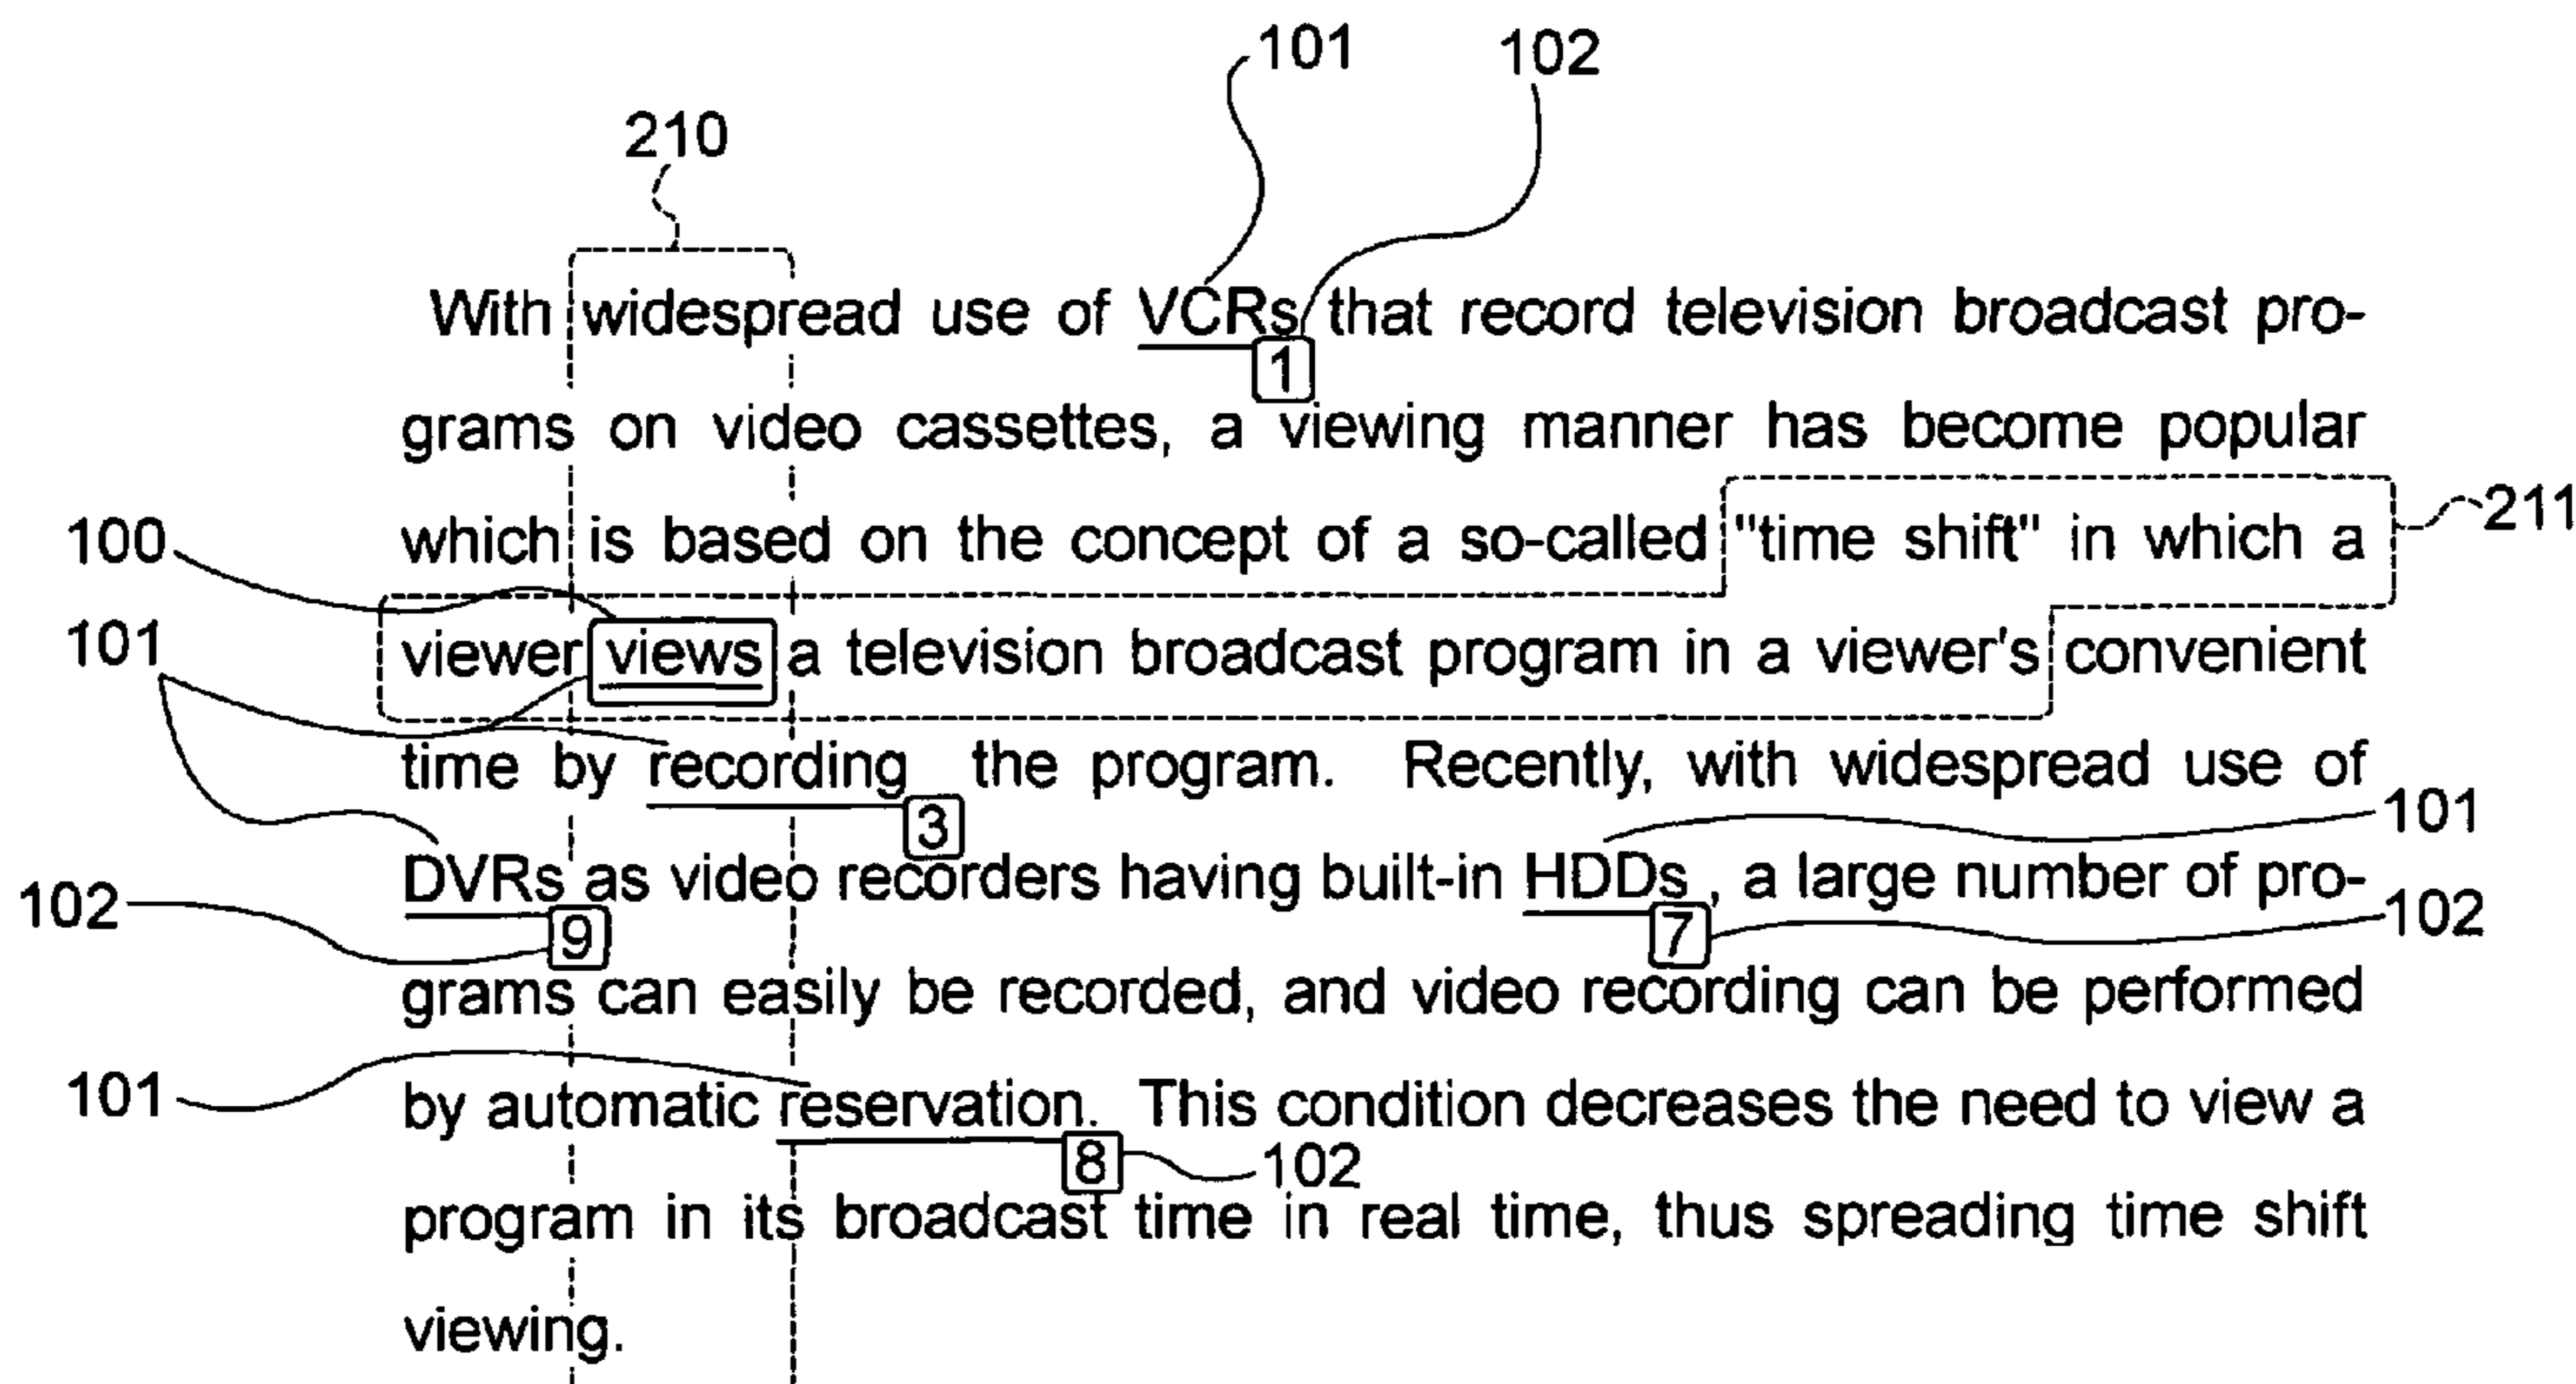 101
102
210
With widespread use of VCRs that record television broadcast pro-
1
grams on video cassettes, a viewing manner has become popular
which is based on the concept of a so-called "time shift" in which a
211
100
viewer views a television broadcast program in a viewer's convenient
101
time by recording the program. Recently, with widespread use of
3
101
DVRs as video recorders having built-in HDDs , a large number of pro-
102
9
7
102
grams can easily be recorded, and video recording can be performed
101
by automatic reservation. This condition decreases the need to view a
8
102
program in its broadcast time in real time, thus spreading time shift
viewing.